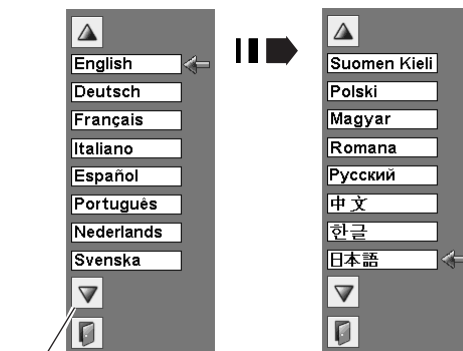 English
Deutsch
Français
Italiano
Español
Português
Nederlands
Svenska
Suomen Kieli
Polski
Magyar
Romana
Русский
中文
한글
日本語